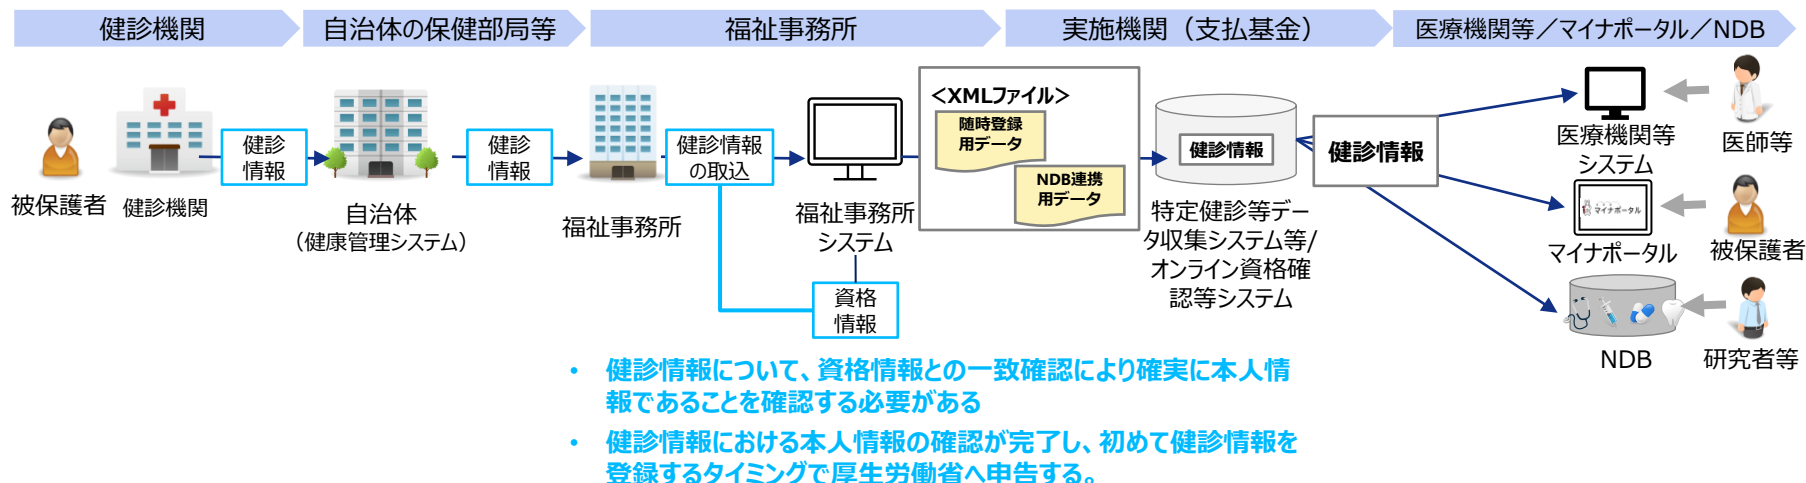 健診機関
自治体の保健部局等
福祉事務所
実施機関（支払基金）
医療機関等／マイナポータル／NDB
被保護者
健診機関
健診
情報
自治体
（健康管理システム）
健診
情報
福祉事務所
健診情報
の取込
福祉事務所
システム
資格
情報
<XMLファイル>
随時登録
用データ
NDB連携
用データ
健診情報
特定健診等デー
タ収集システム等/
オンライン資格確
認等システム
健診情報
医療機関等
システム
医師等
マイナポータル
マイナポータル
被保護者
NDB
研究者等
• 健診情報について、資格情報との一致確認により確実に本人情
報であることを確認する必要がある
• 健診情報における本人情報の確認が完了し、初めて健診情報を
登録するタイミングで厚生労働省へ申告する。